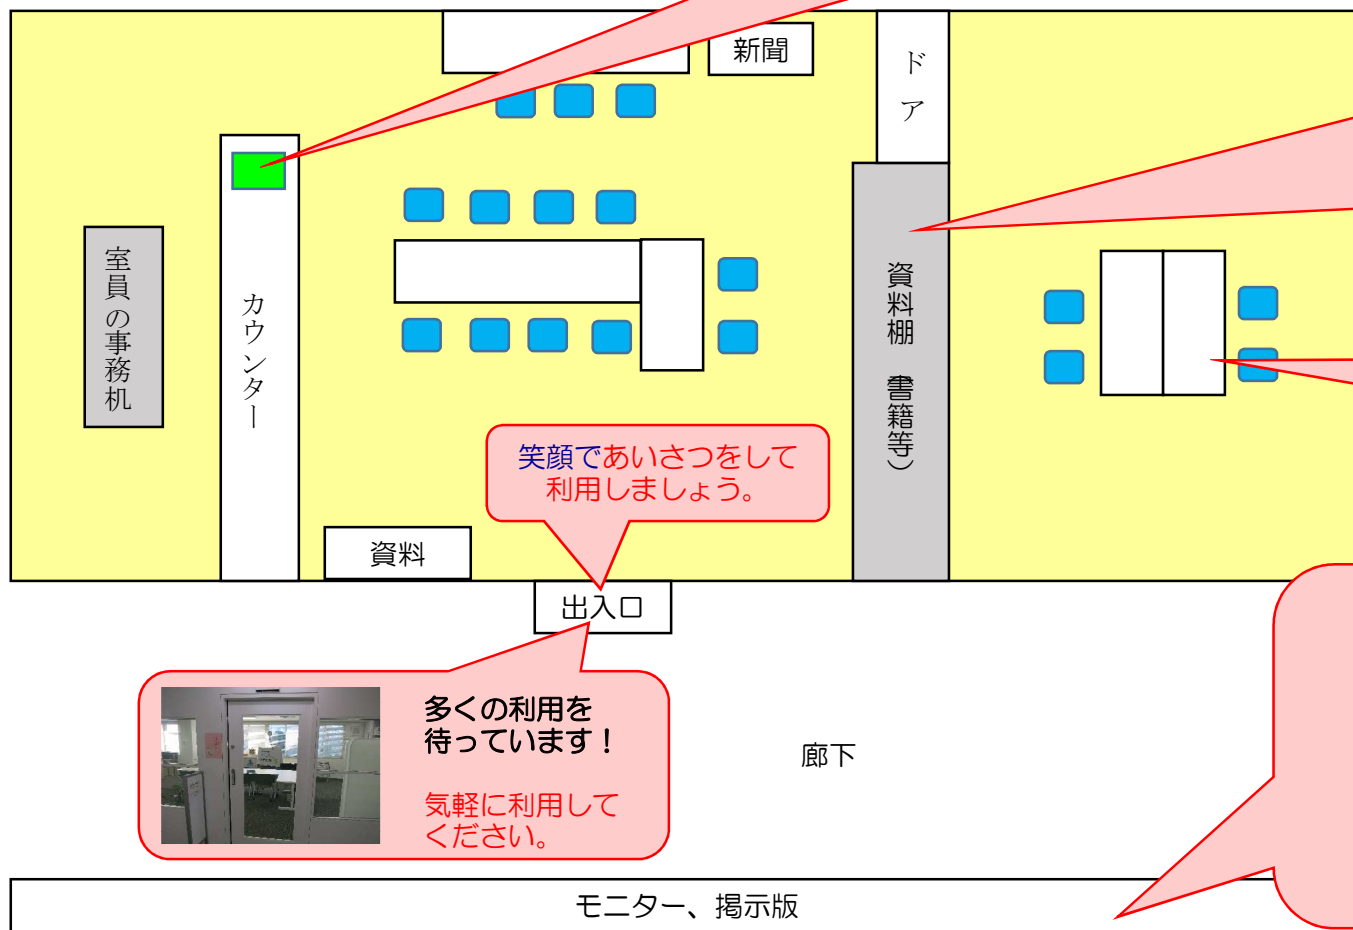 新聞
ドア
室員の事務机
カウンター
資料�　書籍等）
笑顔であいさつをして
利用しましょう。
資料
出入口
多くの利用を
待っています！
気軽に利用して
ください。
廊下
モニター、掲示版